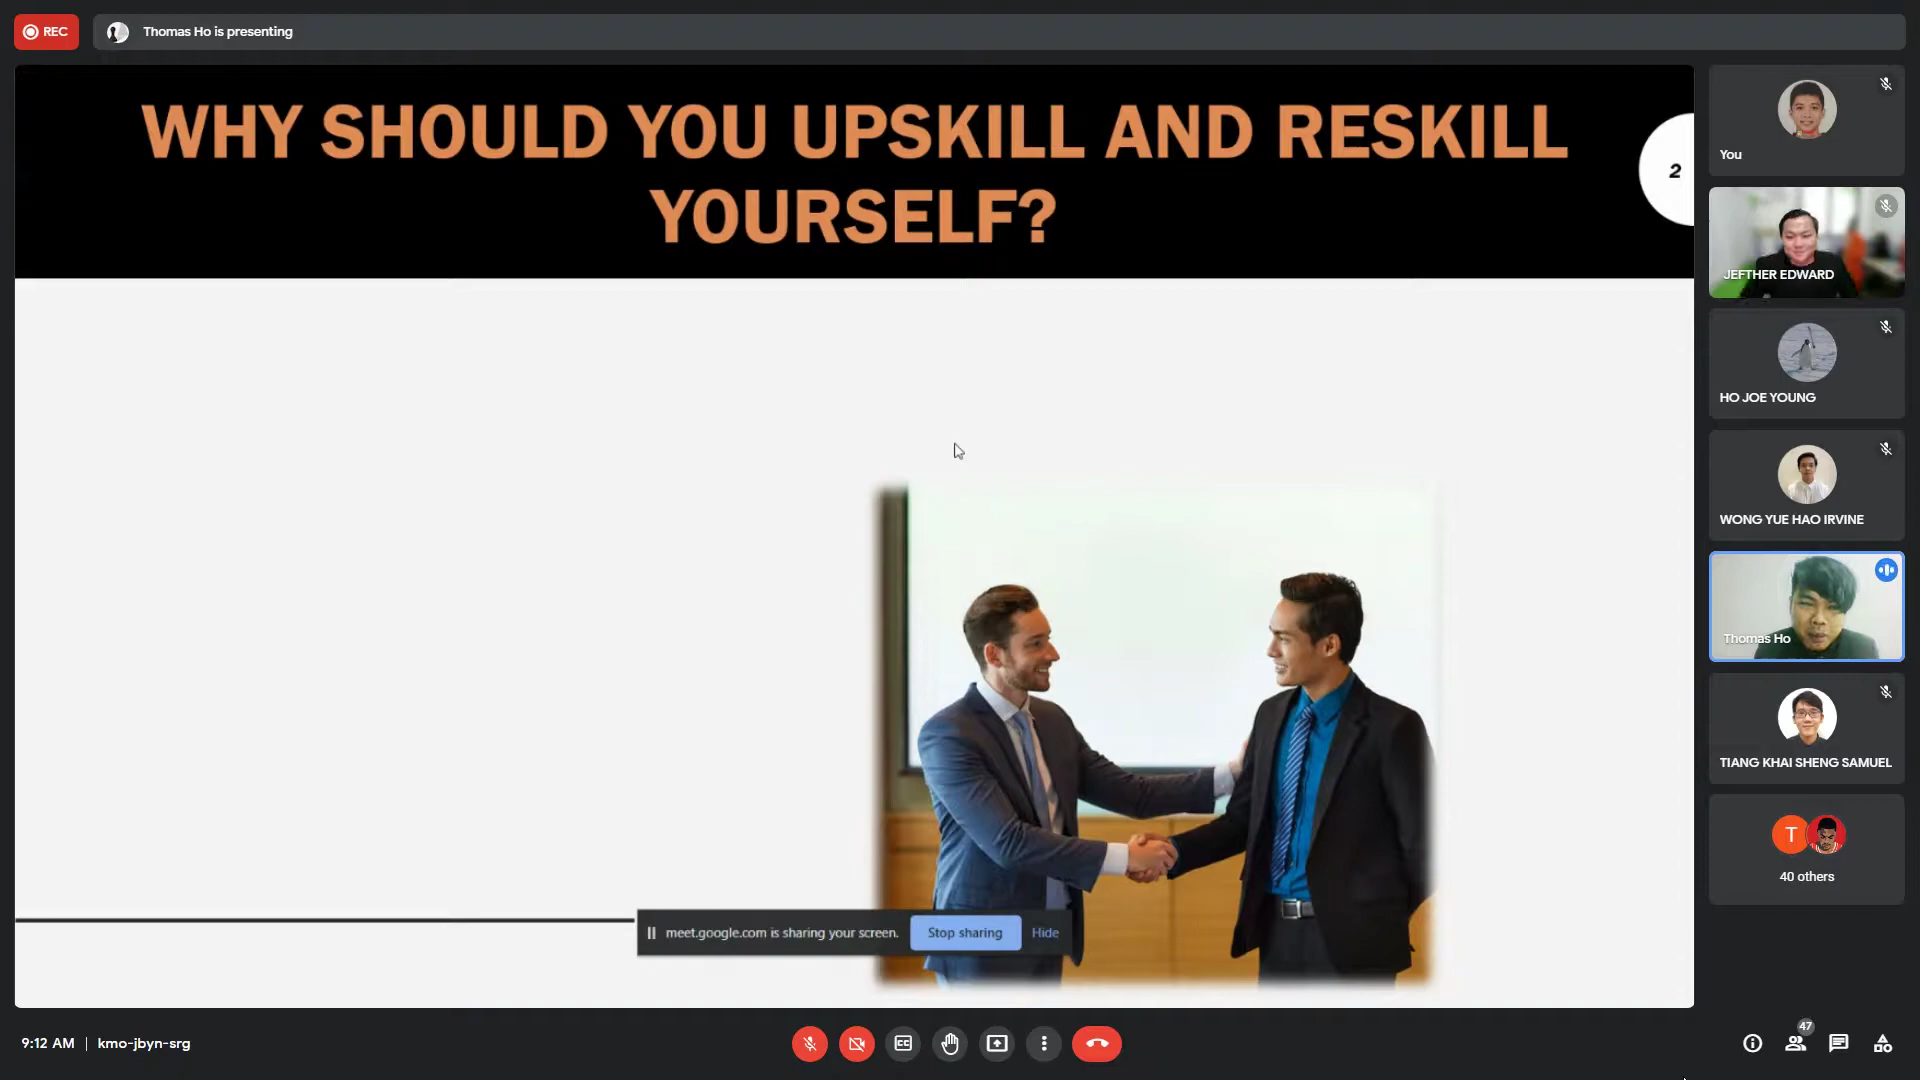 REC
Thomas Ho is presenting
WHY SHOULD YOU UPSKILL AND RESKILL
YOURSELF?
2
You
JEFTHER EDWARD
HO JOE YOUNG
WONG YUE HAO IRVINE
Thomas Ho
TIANG KHAI SHENG SAMUEL
T
40 others
meet.google.com is sharing your screen. Stop sharing Hide
9:12 AM | kmo-jbyn-srg
CC
47